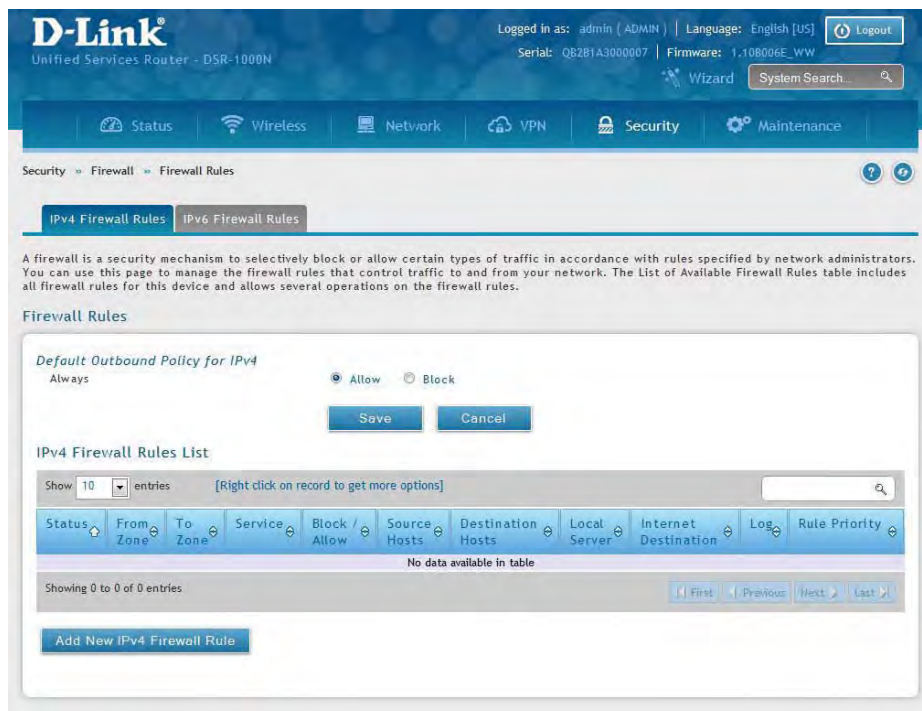 D-Link
Unified Services Router - DSR-1000N
Logged in as: admin ( ADMIN ) | Language: English [US]
Logout
Serial: QB2B1A3000007 | Firmware: 1.10B006E_WW
Wizard
System Search...
Status
Wireless
Network
VPN
Security
Maintenance
Security » Firewall » Firewall Rules
IPv4 Firewall Rules
IPv6 Firewall Rules
A firewall is a security mechanism to selectively block or allow certain types of traffic in accordance with rules specified by network administrators.
You can use this page to manage the firewall rules that control traffic to and from your network. The List of Available Firewall Rules table includes
all firewall rules for this device and allows several operations on the firewall rules.
Firewall Rules
Default Outbound Policy for IPv4
Always
Allow
Block
Save
Cancel
IPv4 Firewall Rules List
Show 10 entries
[Right click on record to get more options]
Status
From Zone
To Zone
Service
Block / Allow
Source Hosts
Destination Hosts
Local Server
Internet Destination
Log
Rule Priority
No data available in table
Showing 0 to 0 of 0 entries
First
Previous
Next
Last
Add New IPv4 Firewall Rule